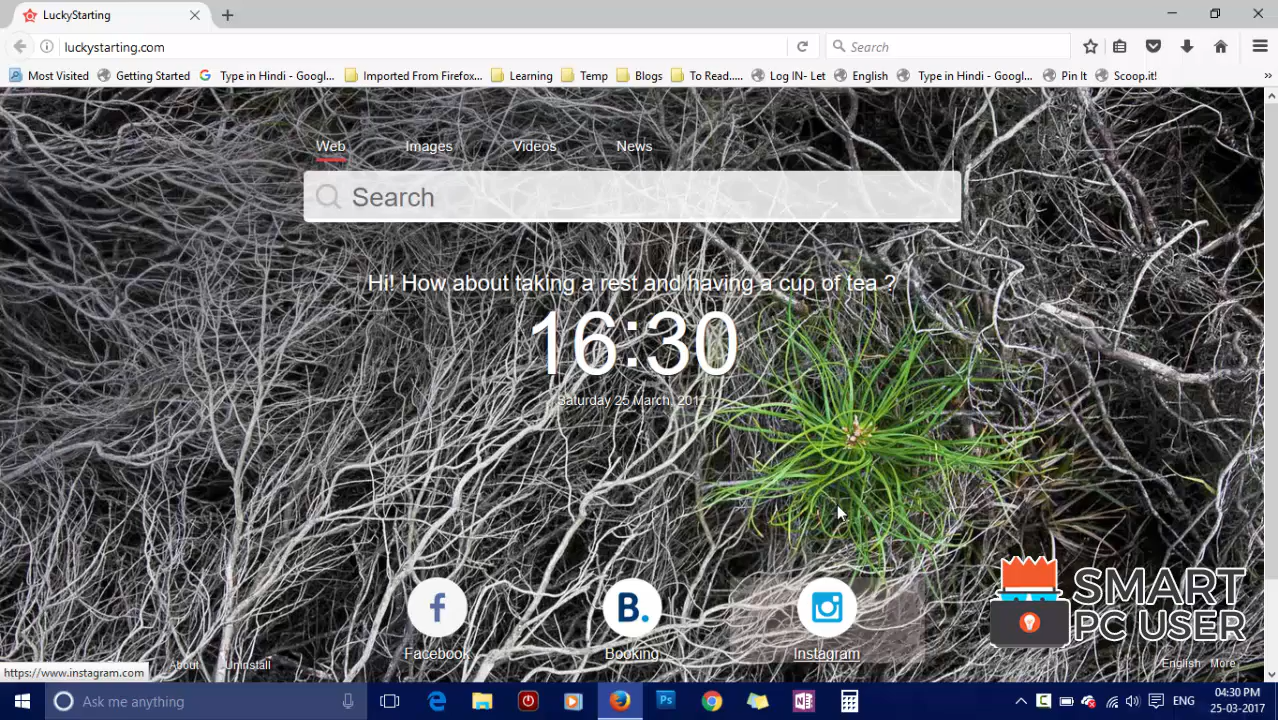 LuckyStarting
luckystarting.com
Search
Most Visited
Getting Started
Type in Hindi - Googl...
Imported From Firefox...
Learning
Temp
Blogs
To Read.....
Log IN- Let
English
Type in Hindi - Googl...
Pin It
Scoop.it!
Web
Images
Videos
News
Search
Hi! How about taking a rest and having a cup of tea ?
16:30
Saturday 25 March, 2017
SMART
PC USER
Facebook
B.
Booking
Instagram
https://www.instagram.com
About
Uninstall
English
More
Ask me anything
Ps
ENG
04:30 PM
25-03-2017